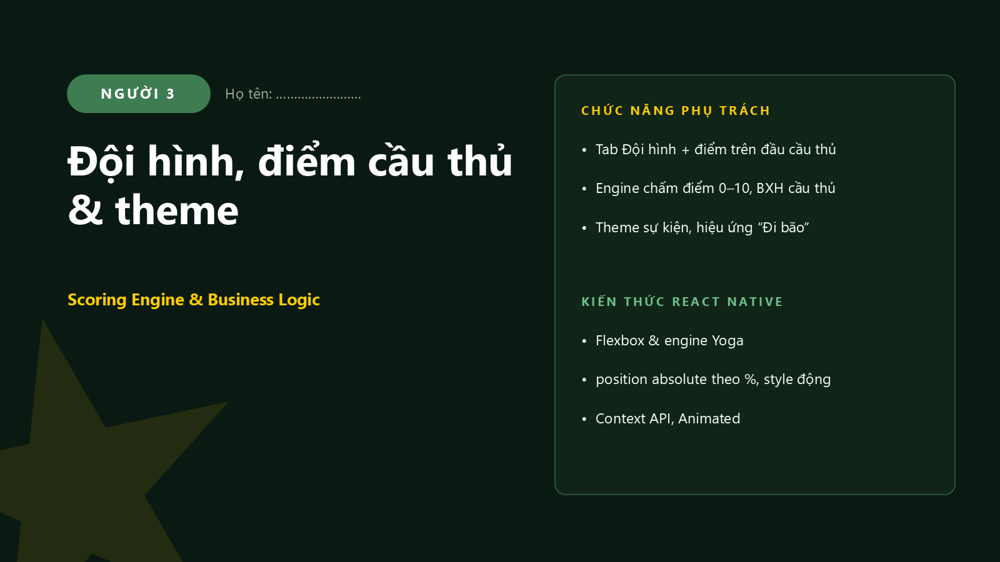 NGƯỜI 3
Họ tên: ........................
Đội hình, điểm cầu thủ
& theme
Scoring Engine & Business Logic
CHỨC NĂNG PHỤ TRÁCH
• Tab Đội hình + điểm trên đầu cầu thủ
• Engine chấm điểm 0–10, BXH cầu thủ
• Theme sự kiện, hiệu ứng “Đi bão”
KIẾN THỨC REACT NATIVE
• Flexbox & engine Yoga
• position absolute theo %, style động
• Context API, Animated